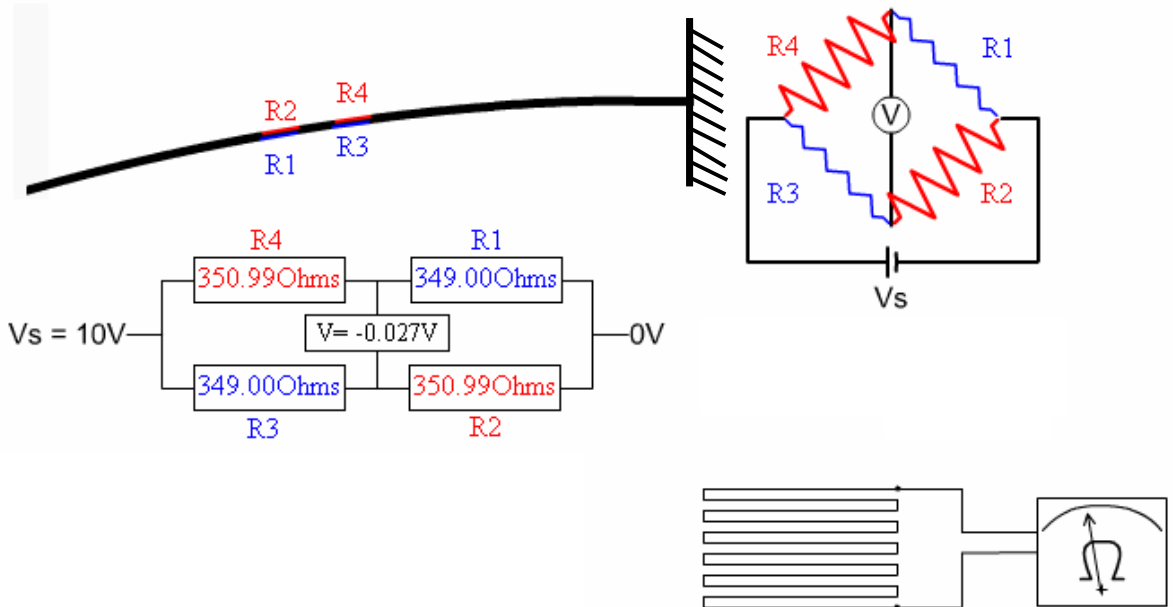 R2 R4
R1 R3
R4 R1
V
R3 R2
Vs
R4 R1
350.99Ohms 349.00Ohms
Vs = 10V V= -0.027V 0V
349.00Ohms 350.99Ohms
R3 R2
Ω